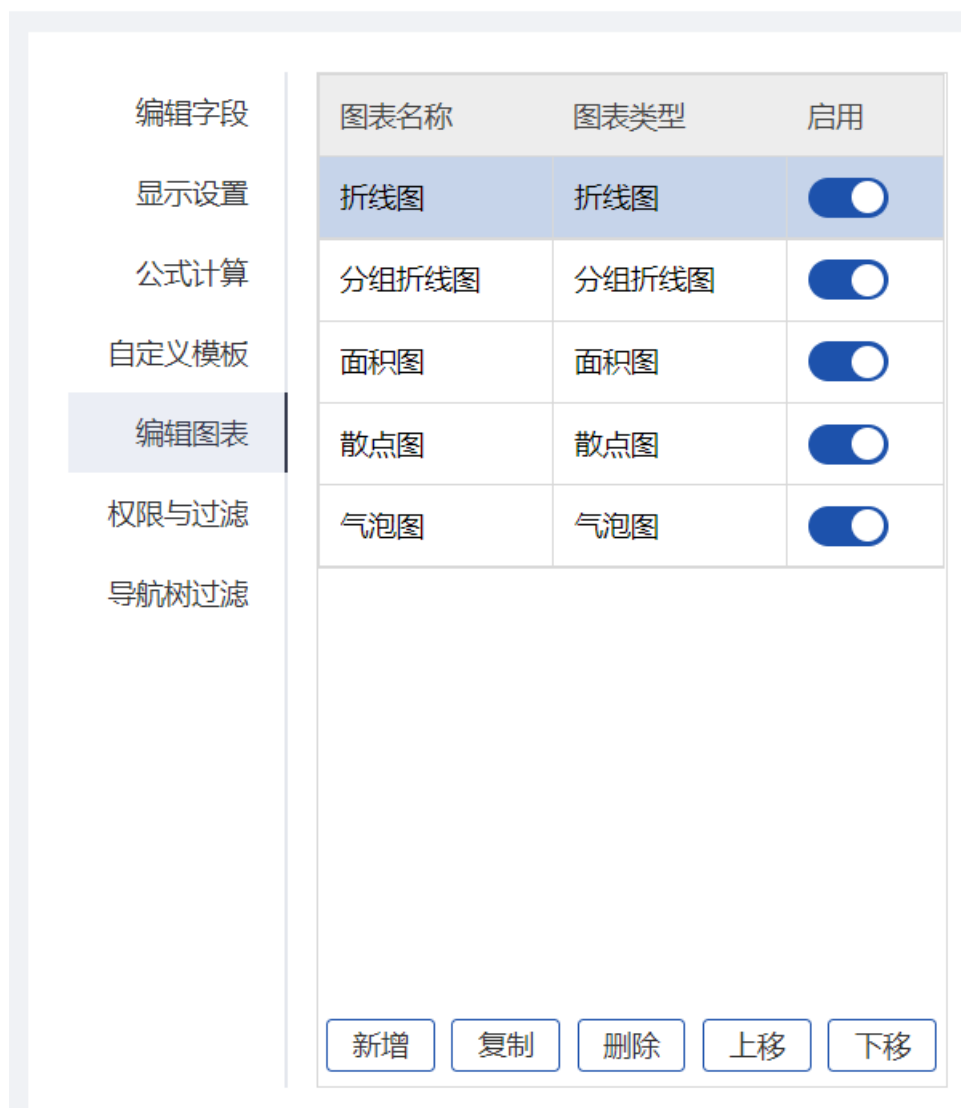 编辑字段
显示设置
公式计算
自定义模板
编辑图表
权限与过滤
导航树过滤
图表名称 图表类型 启用
折线图 折线图
分组折线图 分组折线图
面积图 面积图
散点图 散点图
气泡图 气泡图
新增 复制 删除 上移 下移